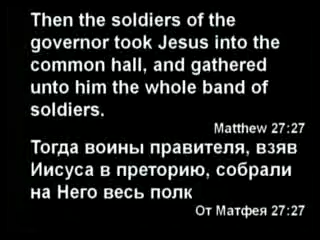 Then the soldiers of the
governor took Jesus into the
common hall, and gathered
unto him the whole band of
soldiers.
Matthew 27:27
Тогда воины правителя, взяв
Иисуса в преторию, собрали
на Него весь полк
От Матфея 27:27